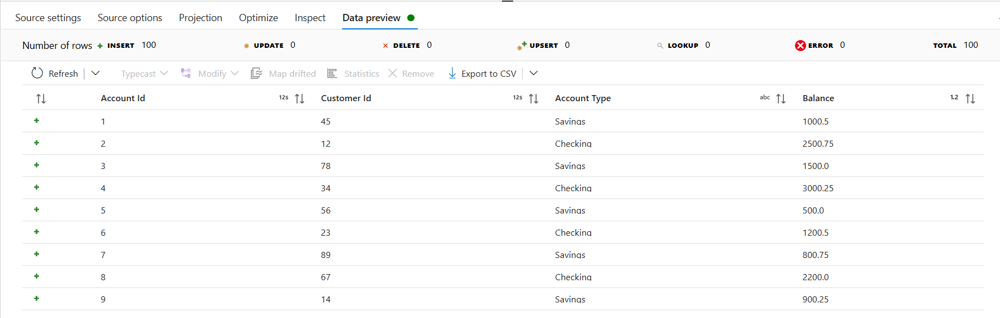 Source settings Source options Projection Optimize Inspect Data preview
Number of rows INSERT 100 UPDATE 0 DELETE 0 UPSERT 0 LOOKUP 0 ERROR 0 TOTAL 100
Refresh Typecast Modify Map drifted Statistics Remove Export to CSV
Account Id 12s Customer Id 12s Account Type abc Balance 1.2
1 45 Savings 1000.5
2 12 Checking 2500.75
3 78 Savings 1500.0
4 34 Checking 3000.25
5 56 Savings 500.0
6 23 Checking 1200.5
7 89 Savings 800.75
8 67 Checking 2200.0
9 14 Savings 900.25